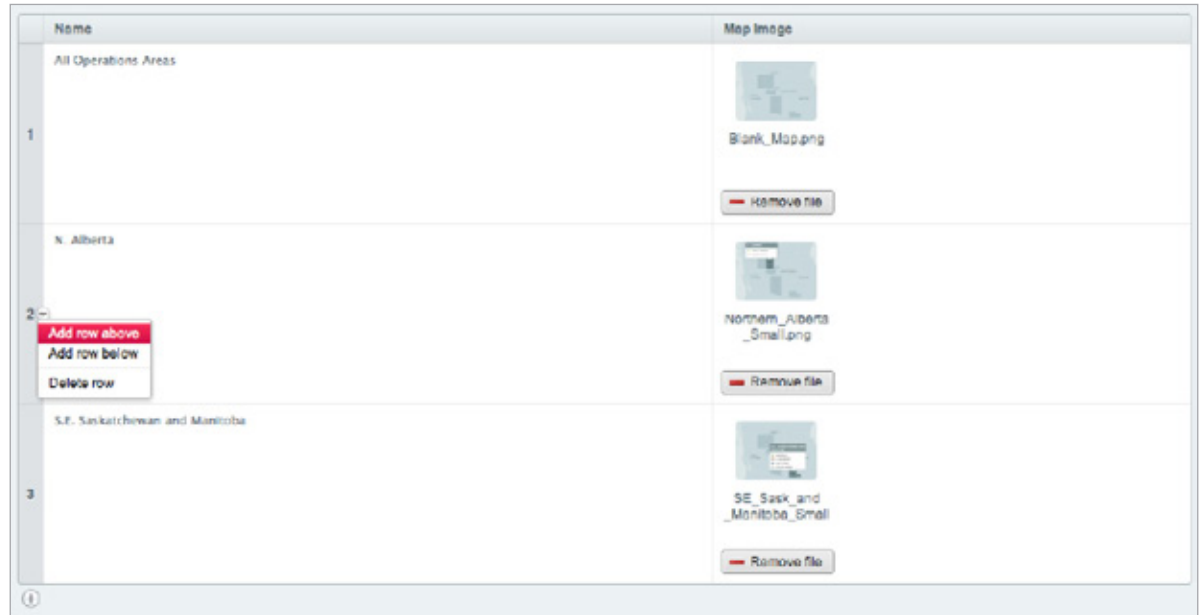 Name Map Image
All Operations Areas
1
Blank_Map.png
Remove file
N. Alberta
2
Add row above
Add row below
Delete row
Northern_Alberta
_Small.png
Remove file
S.E. Saskatchewan and Manitoba
3
SE_Sask_and
_Manitoba_Small
Remove file